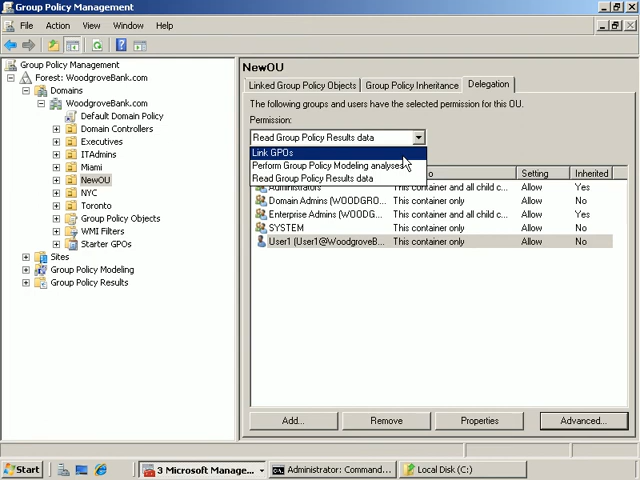 Group Policy Management
File Action View Window Help
Group Policy Management
Forest: WoodgroveBank.com
Domains
WoodgroveBank.com
Default Domain Policy
Domain Controllers
Executives
ITAdmins
Miami
NewOU
NYC
Toronto
Group Policy Objects
WMI Filters
Starter GPOs
Sites
Group Policy Modeling
Group Policy Results
NewOU
Linked Group Policy Objects Group Policy Inheritance Delegation
The following groups and users have the selected permission for this OU.
Permission:
Read Group Policy Results data
Link GPOs
Perform Group Policy Modeling analyses
Read Group Policy Results data
Setting Inherited
Administrators This container and all child c... Allow Yes
Domain Admins (WOODGRO... This container only Allow No
Enterprise Admins (WOODGR... This container and all child c... Allow Yes
SYSTEM This container only Allow No
User1 (User1@WoodgroveB... This container only Allow No
Add... Remove Properties Advanced...
Start 3 Microsoft Manage... Administrator: Command... Local Disk (C:)